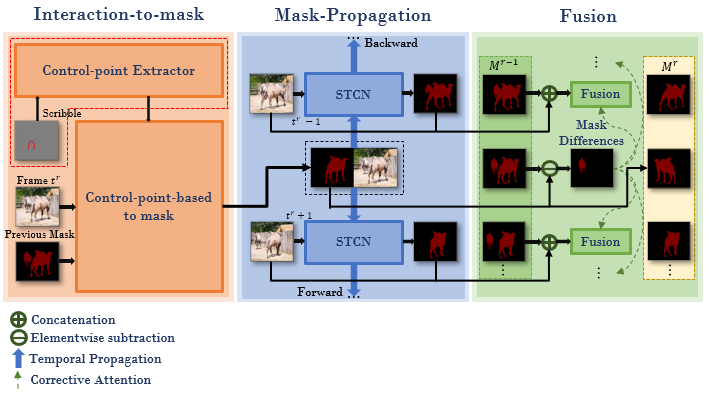 Interaction-to-mask
Mask-Propagation
Fusion
Control-point Extractor
Scribble
Frame t^r
Control-point-based
to mask
Previous Mask
Backward
...
STCN
t^r − 1
t^r + 1
STCN
Forward
...
M^{r−1}
M^r
⋮
Fusion
Mask
Differences
Fusion
⋮
⋮
Concatenation
Elementwise subtraction
Temporal Propagation
Corrective Attention